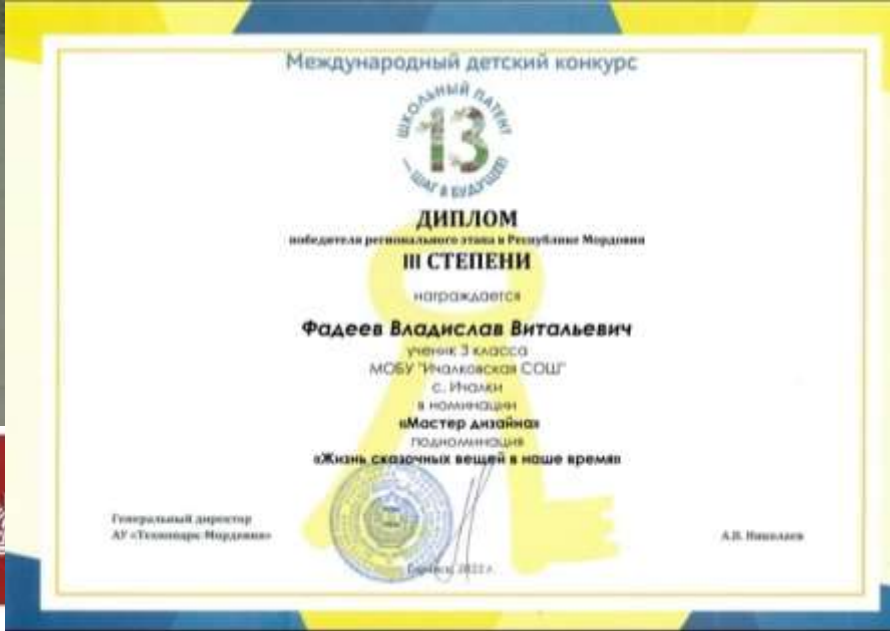 Международный детский конкурс
ШКОЛЬНЫЙ ПАТЕНТ
13
— ШАГ В БУДУЩЕЕ!
ДИПЛОМ
победителя регионального этапа в Республике Мордовия
III СТЕПЕНИ
награждается
Фадеев Владислав Витальевич
ученик 3 класса
МОБУ "Ичалковская СОШ"
с. Ичалки
в номинации
«Мастер дизайна»
подноминация
«Жизнь сказочных вещей в наше время»
Генеральный директор
АУ «Технопарк-Мордовия»
А.В. Николаев
Саранск, 2022 г.